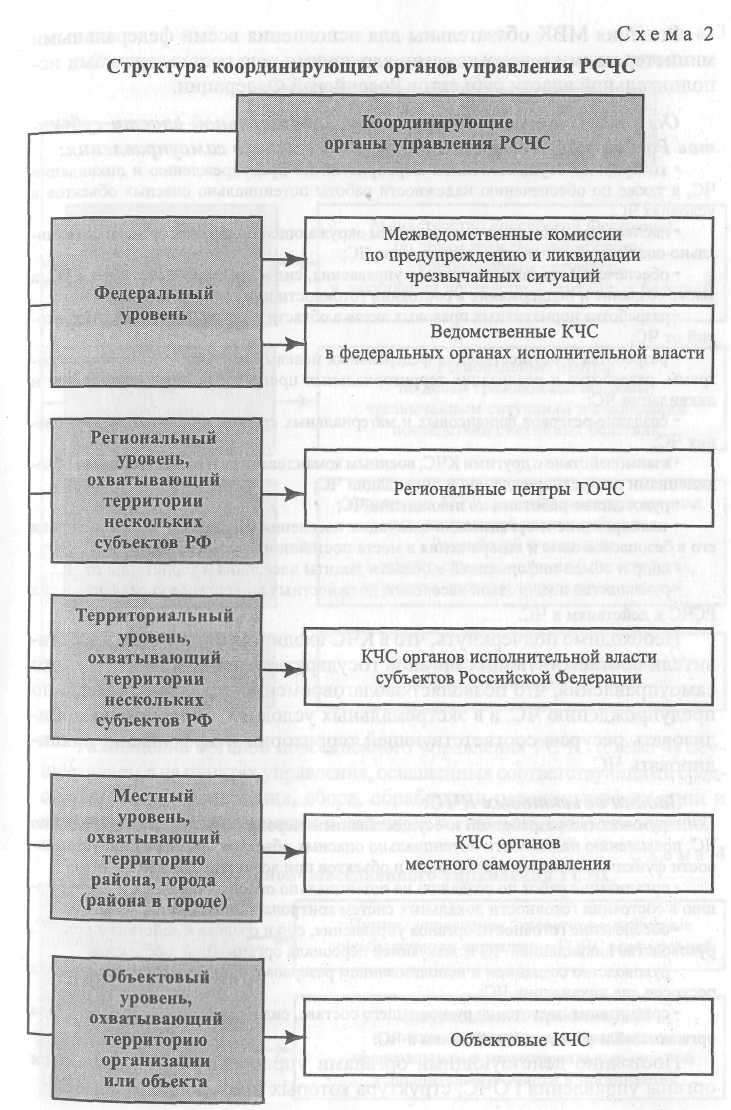 Схема 2
Структура координирующих органов управления РСЧС
Координирующие
органы управления РСЧС
Федеральный
уровень
Межведомственные комиссии
по предупреждению и ликвидации
чрезвычайных ситуаций
Ведомственные КЧС
в федеральных органах исполнительной власти
Региональный
уровень,
охватывающий
территории
нескольких
субъектов РФ
Региональные центры ГОЧС
Территориальный
уровень,
охватывающий
территории
нескольких
субъектов РФ
КЧС органов исполнительной власти
субъектов Российской Федерации
Местный
уровень,
охватывающий
территорию
района, города
(района в городе)
КЧС органов
местного самоуправления
Объектовый
уровень,
охватывающий
территорию
организации
или объекта
Объектовые КЧС